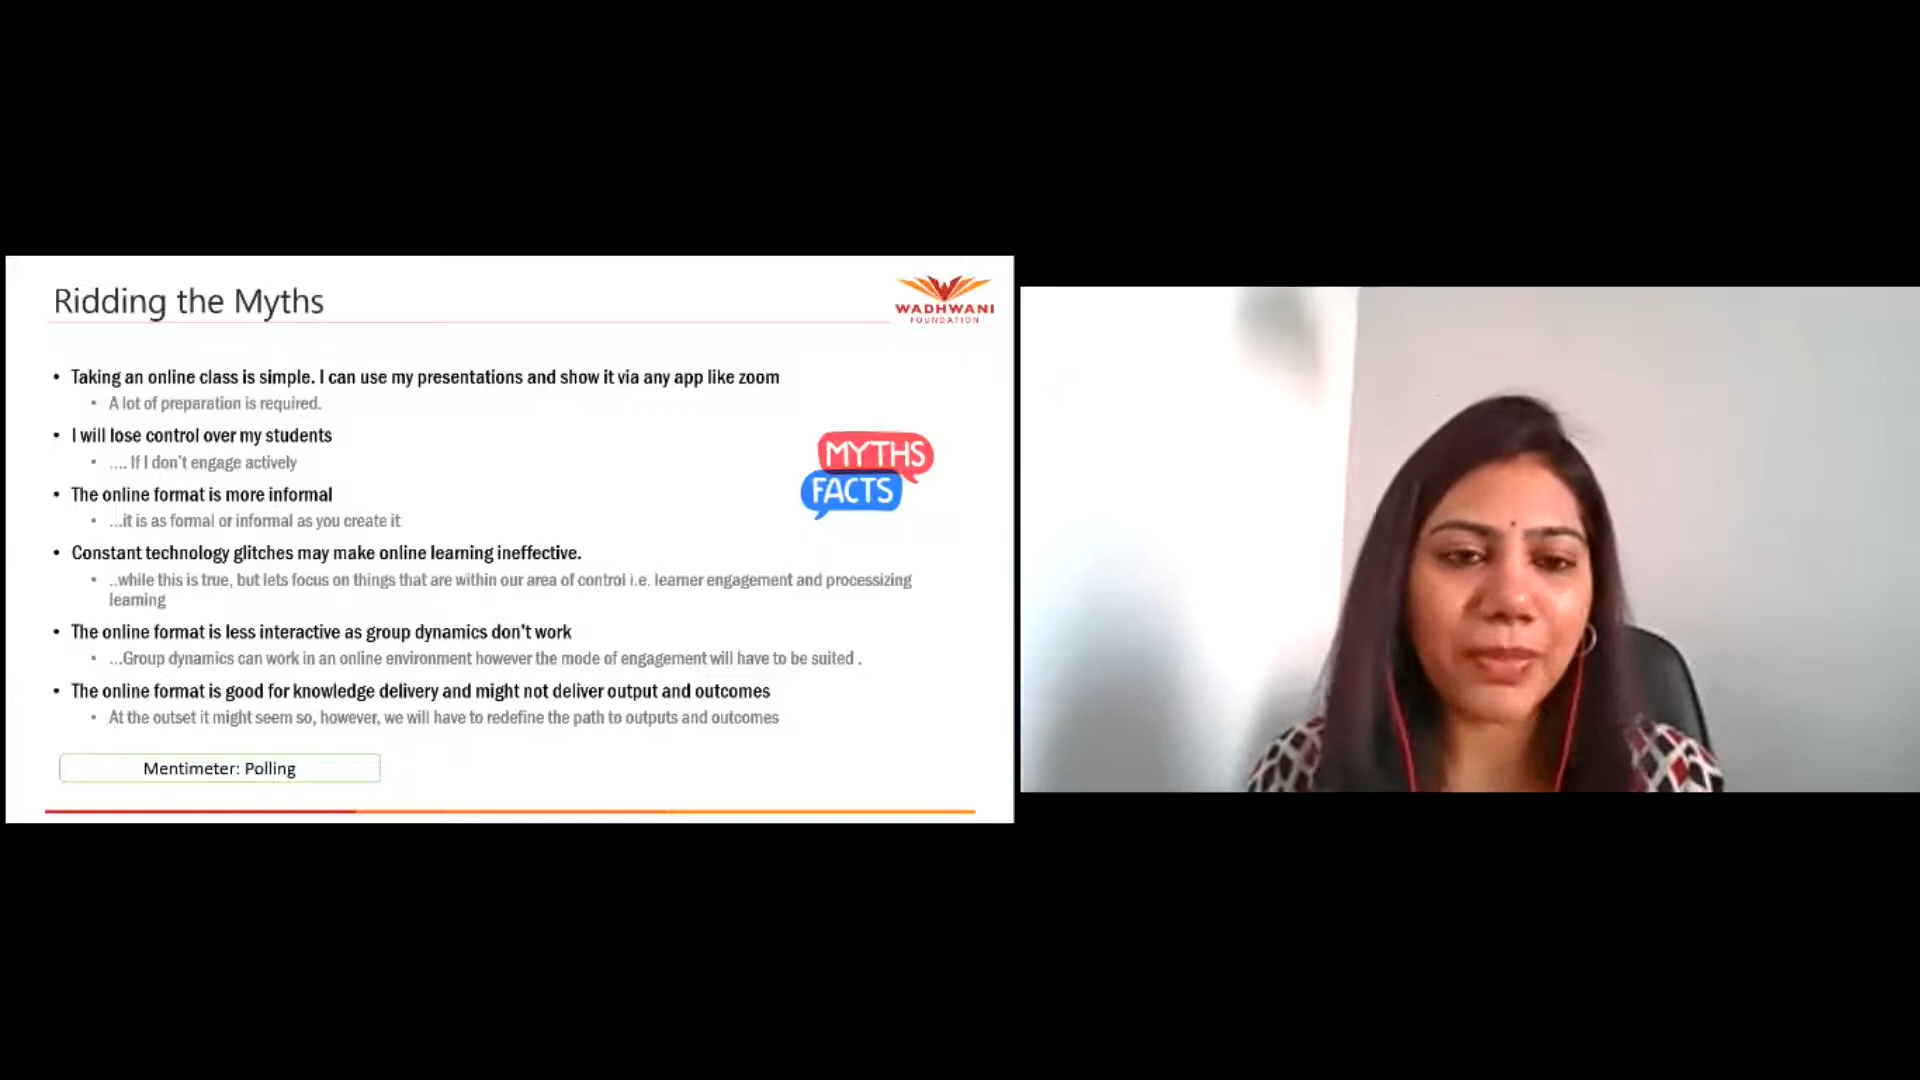 Ridding the Myths
WADHWANI
FOUNDATION
• Taking an online class is simple. I can use my presentations and show it via any app like zoom
• A lot of preparation is required.
• I will lose control over my students
• .... If I don't engage actively
• The online format is more informal
• ...it is as formal or informal as you create it
• Constant technology glitches may make online learning ineffective.
• ..while this is true, but lets focus on things that are within our area of control i.e. learner engagement and processizing
learning
• The online format is less interactive as group dynamics don't work
• ...Group dynamics can work in an online environment however the mode of engagement will have to be suited .
• The online format is good for knowledge delivery and might not deliver output and outcomes
• At the outset it might seem so, however, we will have to redefine the path to outputs and outcomes
MYTHS
FACTS
Mentimeter: Polling